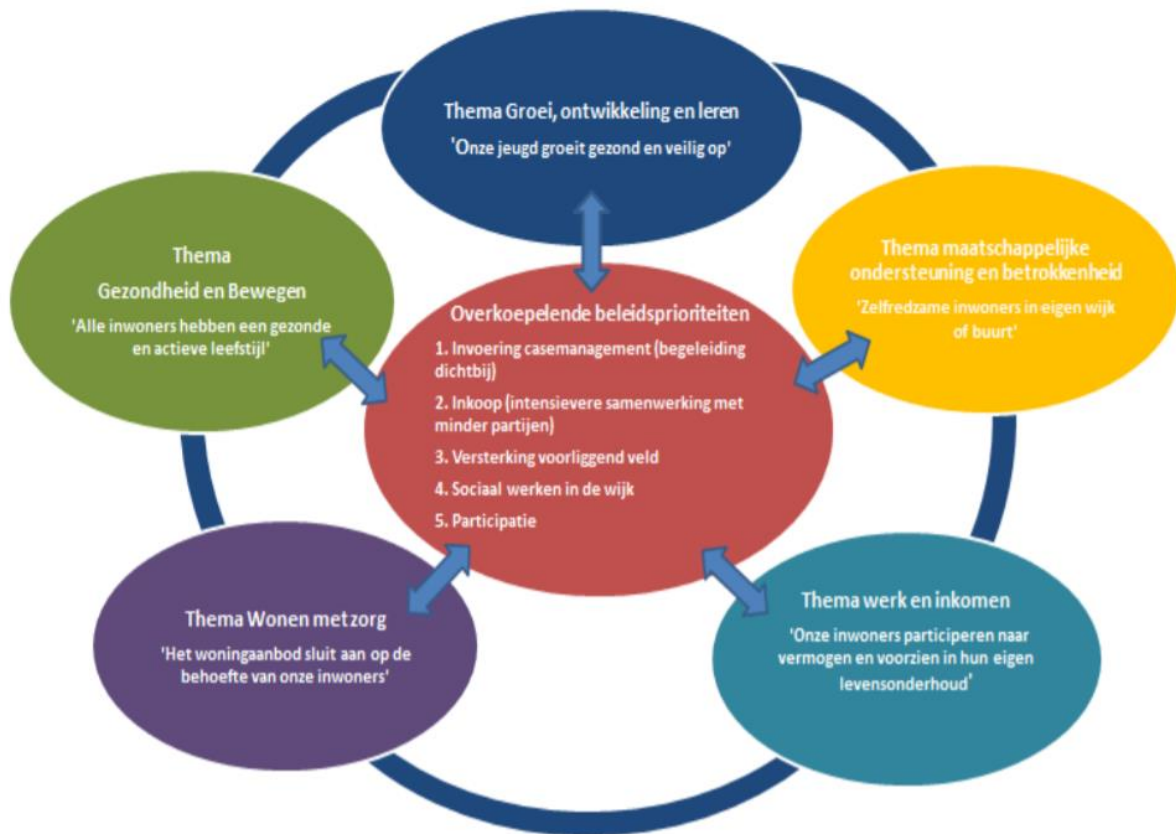 Thema Groei, ontwikkeling en leren
'Onze jeugd groeit gezond en veilig op'
Thema
Gezondheid en Bewegen
'Alle inwoners hebben een gezonde
en actieve leefstijl'
Thema maatschappelijke
ondersteuning en betrokkenheid
'Zelfredzame inwoners in eigen wijk
of buurt'
Overkoepelende beleidsprioriteiten
1. Invoering casemanagement (begeleiding
dichtbij)
2. Inkoop (intensievere samenwerking met
minder partijen)
3. Versterking voorliggend veld
4. Sociaal werken in de wijk
5. Participatie
Thema Wonen met zorg
'Het woningaanbod sluit aan op de
behoefte van onze inwoners'
Thema werk en inkomen
'Onze inwoners participeren naar
vermogen en voorzien in hun eigen
levensonderhoud'